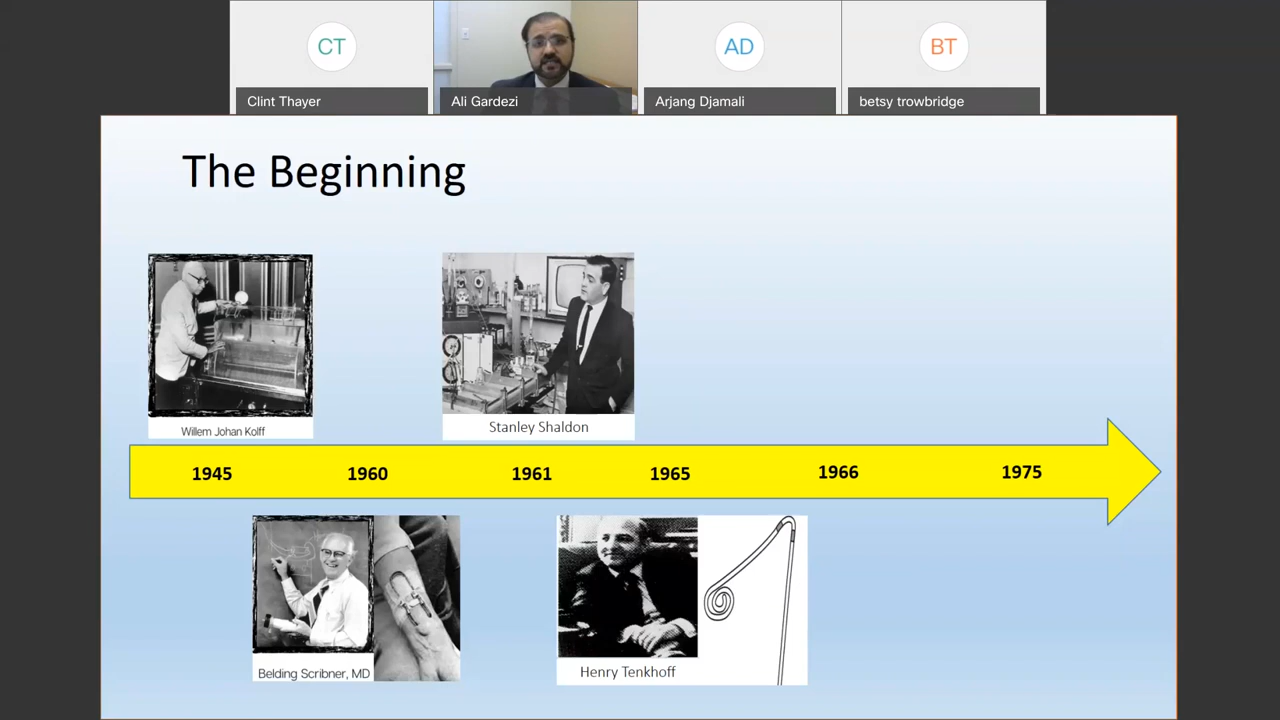 CT
AD
BT
Clint Thayer
Ali Gardezi
Arjang Djamali
betsy trowbridge
The Beginning
Willem Johan Kolff
Stanley Shaldon
1945 1960 1961 1965 1966 1975
Belding Scribner, MD
Henry Tenkhoff